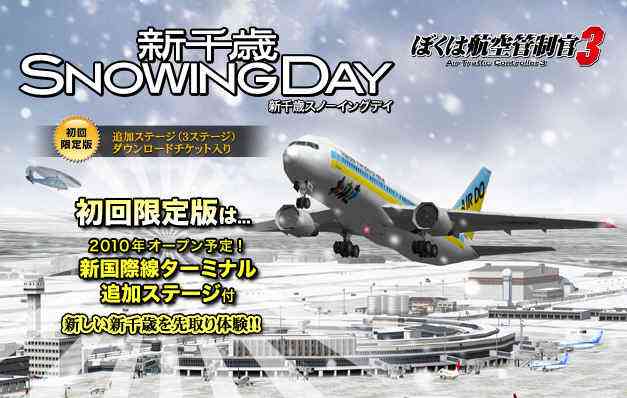 新千歳
SNOWING DAY
新千歳スノーイングデイ
ぼくは航空管制官3
Air Traffic Controller 3
初回
限定版
追加ステージ（3ステージ）
ダウンロードチケット入り
AIR DO
初回限定版は...
2010年オープン予定！
新国際線ターミナル
追加ステージ付
新しい新千歳を先取り体験!!